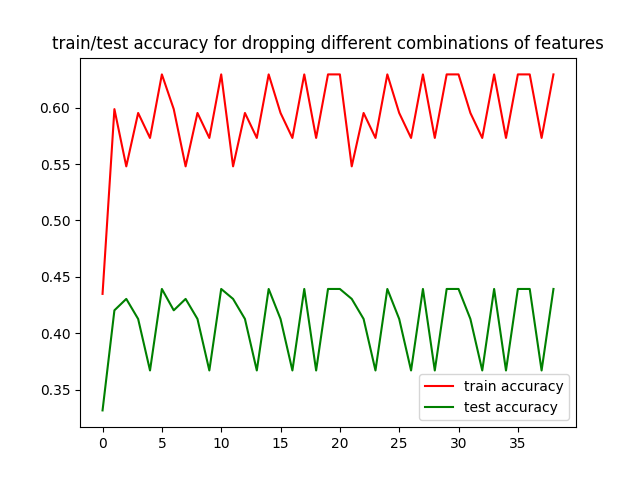 train/test accuracy for dropping different combinations of features
0.60
0.55
0.50
0.45
0.40
0.35
train accuracy
test accuracy
0 5 10 15 20 25 30 35